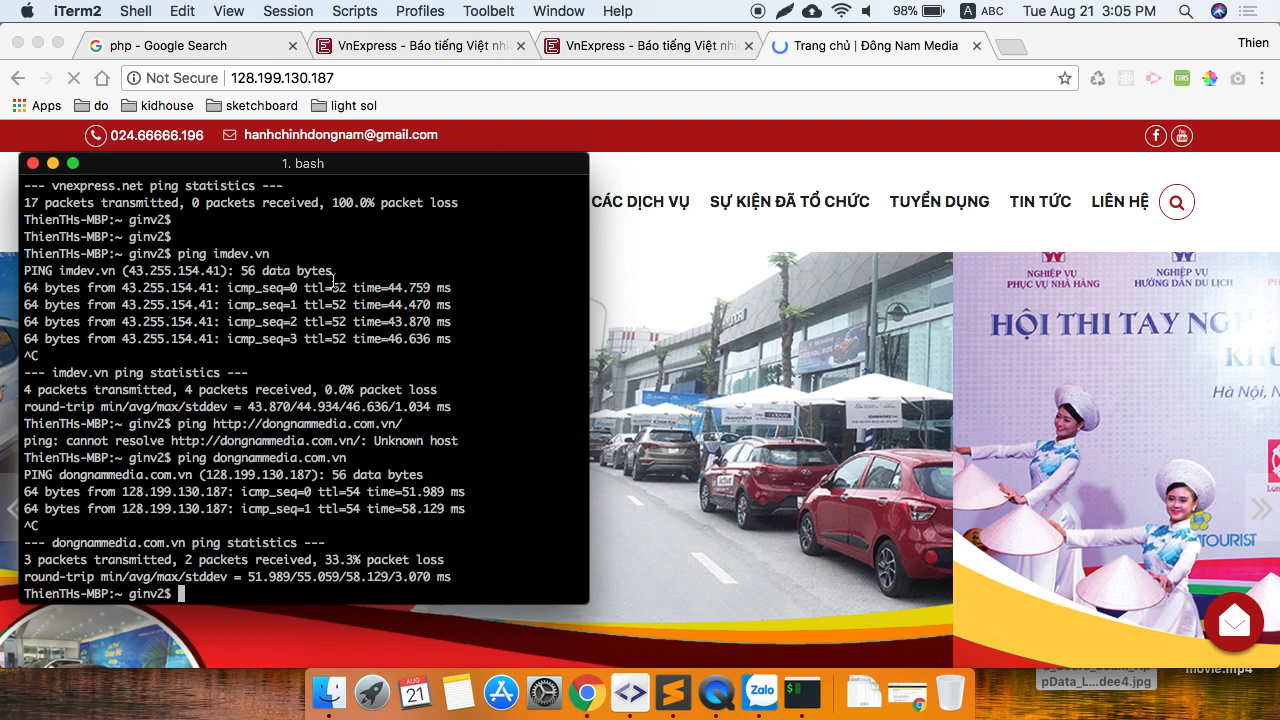 iTerm2 Shell Edit View Session Scripts Profiles Toolbelt Window Help 98% A ABC Tue Aug 21 3:05 PM
php - Google Search VnExpress - Báo tiếng Việt nhi VnExpress - Báo tiếng Việt nhi Trang chủ | Đông Nam Media Thien
Not Secure 128.199.130.187
Apps do kidhouse sketchboard light sol
024.66666.196 hanhchinhdongnam@gmail.com
1. bash
--- vnexpress.net ping statistics ---
17 packets transmitted, 0 packets received, 100.0% packet loss
ThienTHs-MBP:~ ginv2$
ThienTHs-MBP:~ ginv2$
ThienTHs-MBP:~ ginv2$ ping imdev.vn
PING imdev.vn (43.255.154.41): 56 data bytes
64 bytes from 43.255.154.41: icmp_seq=0 ttl=52 time=44.759 ms
64 bytes from 43.255.154.41: icmp_seq=1 ttl=52 time=44.470 ms
64 bytes from 43.255.154.41: icmp_seq=2 ttl=52 time=43.870 ms
64 bytes from 43.255.154.41: icmp_seq=3 ttl=52 time=46.636 ms
^C
--- imdev.vn ping statistics ---
4 packets transmitted, 4 packets received, 0.0% packet loss
round-trip min/avg/max/stddev = 43.870/44.934/46.636/1.034 ms
ThienTHs-MBP:~ ginv2$ ping http://dongnammedia.com.vn/
ping: cannot resolve http://dongnammedia.com.vn/: Unknown host
ThienTHs-MBP:~ ginv2$ ping dongnammedia.com.vn
PING dongnammedia.com.vn (128.199.130.187): 56 data bytes
64 bytes from 128.199.130.187: icmp_seq=0 ttl=54 time=51.989 ms
64 bytes from 128.199.130.187: icmp_seq=1 ttl=54 time=58.129 ms
^C
--- dongnammedia.com.vn ping statistics ---
3 packets transmitted, 2 packets received, 33.3% packet loss
round-trip min/avg/max/stddev = 51.989/55.059/58.129/3.070 ms
ThienTHs-MBP:~ ginv2$
CÁC DỊCH VỤ SỰ KIỆN ĐÃ TỔ CHỨC TUYỂN DỤNG TIN TỨC LIÊN HỆ
NGHIỆP VỤ
PHỤC VỤ NHÀ HÀNG
NGHIỆP VỤ
HƯỚNG DẪN DU LỊCH
HỘI THI TAY NG
KH
Hà Nội,
TOURIST
movie.mp4
pData_L...dee4.jpg
AUG
21
Zalo